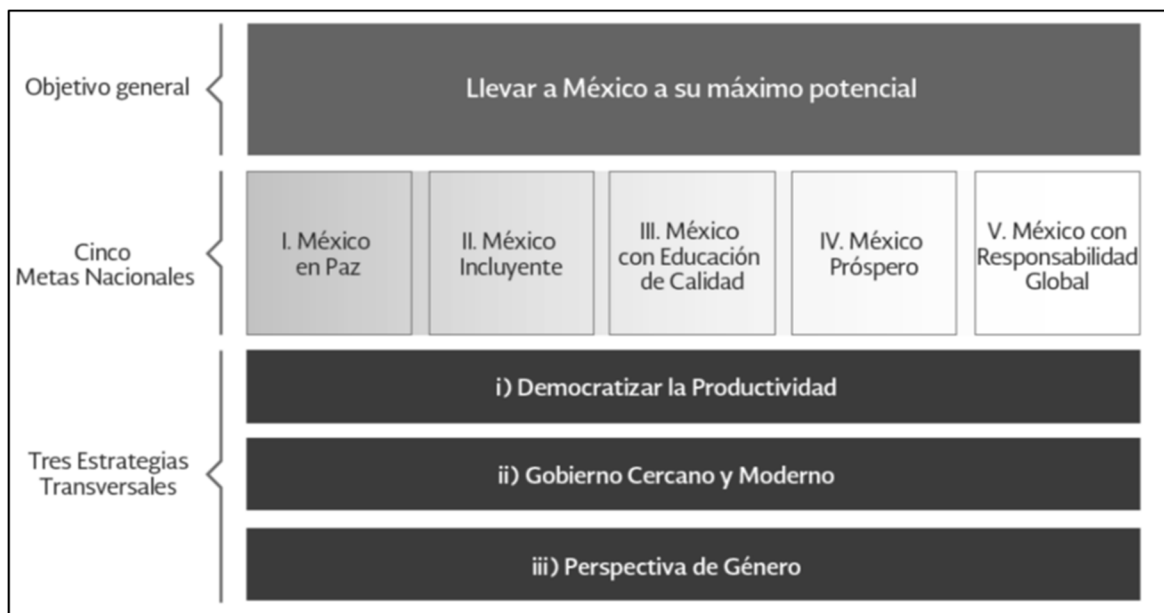 Objetivo general
Llevar a México a su máximo potencial
Cinco
Metas Nacionales
I. México
en Paz
II. México
Incluyente
III. México
con Educación
de Calidad
IV. México
Próspero
V. México con
Responsabilidad
Global
Tres Estrategias
Transversales
i) Democratizar la Productividad
ii) Gobierno Cercano y Moderno
iii) Perspectiva de Género